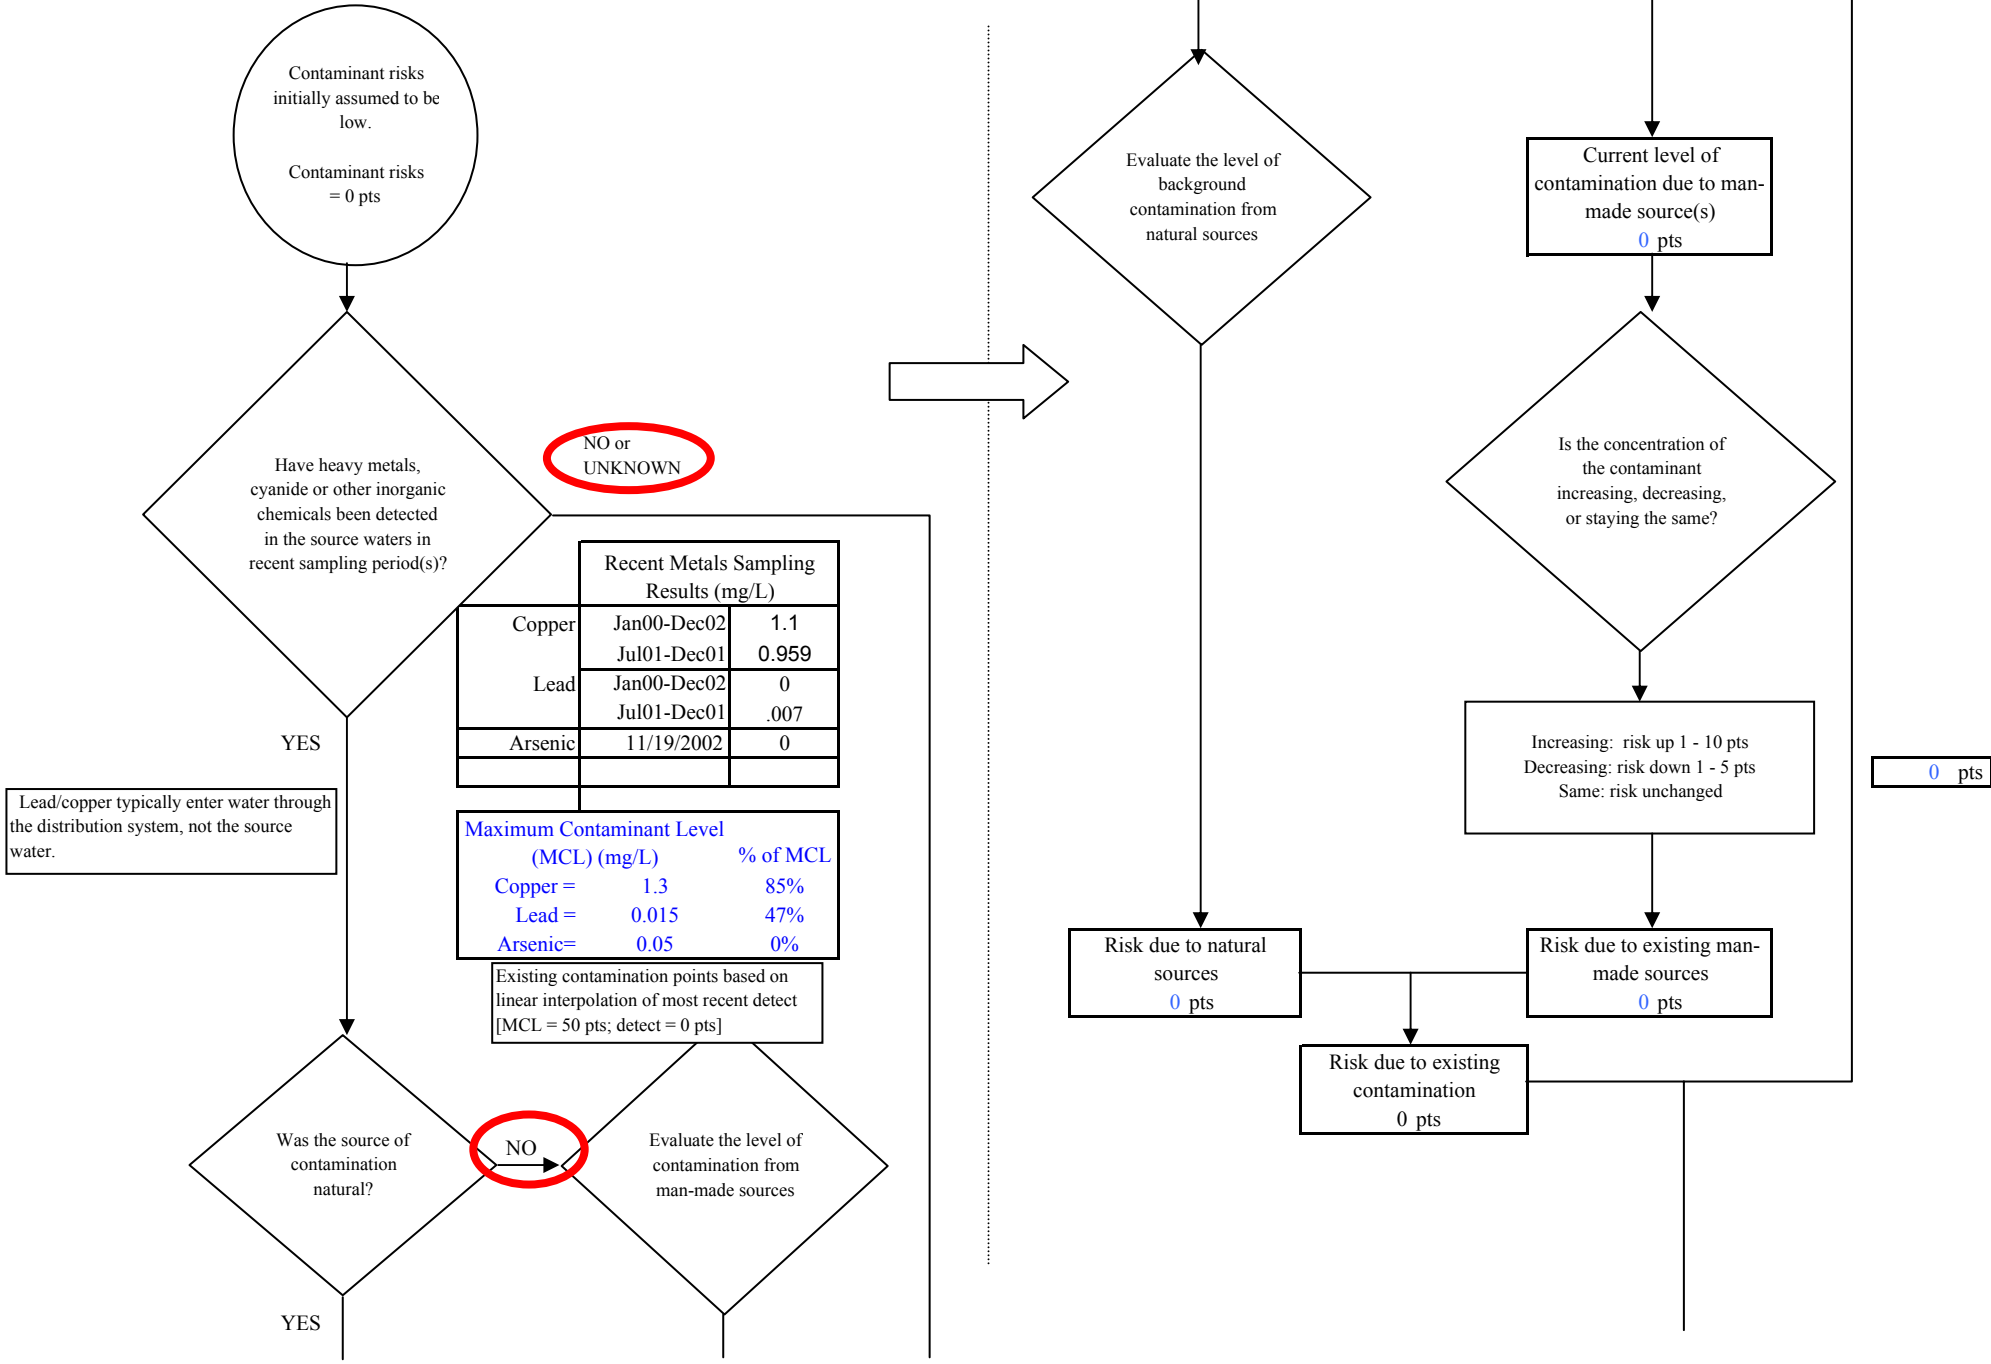 Contaminant risks
initially assumed to be
low.
Contaminant risks
= 0 pts
Have heavy metals,
cyanide or other inorganic
chemicals been detected
in the source waters in
recent sampling period(s)?
NO or
UNKNOWN
YES
Recent Metals Sampling
Results (mg/L)
Copper Jan00-Dec02 1.1
Jul01-Dec01 0.959
Lead Jan00-Dec02 0
Jul01-Dec01 .007
Arsenic 11/19/2002 0
Lead/copper typically enter water through
the distribution system, not the source
water.
Maximum Contaminant Level
(MCL) (mg/L) % of MCL
Copper = 1.3 85%
Lead = 0.015 47%
Arsenic= 0.05 0%
Existing contamination points based on
linear interpolation of most recent detect
[MCL = 50 pts; detect = 0 pts]
Was the source of
contamination
natural?
NO
Evaluate the level of
contamination from
man-made sources
YES
Evaluate the level of
background
contamination from
natural sources
Current level of
contamination due to man-
made source(s)
0 pts
Is the concentration of
the contaminant
increasing, decreasing,
or staying the same?
Increasing: risk up 1 - 10 pts
Decreasing: risk down 1 - 5 pts
Same: risk unchanged
0 pts
Risk due to natural
sources
0 pts
Risk due to existing man-
made sources
0 pts
Risk due to existing
contamination
0 pts